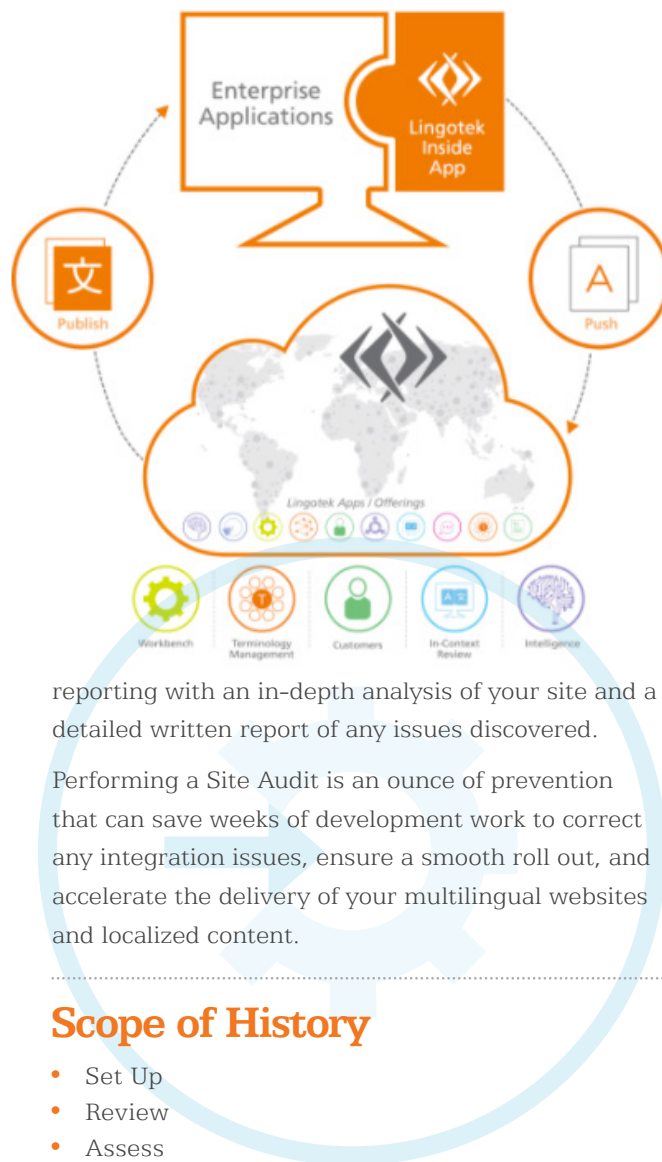 Enterprise
Applications
Lingotek
Inside
App
文
Publish
A
Push
Lingotek Apps / Offerings
T
Workbench
Terminology
Management
Customers
In-Context
Review
Intelligence
reporting with an in-depth analysis of your site and a
detailed written report of any issues discovered.
Performing a Site Audit is an ounce of prevention
that can save weeks of development work to correct
any integration issues, ensure a smooth roll out, and
accelerate the delivery of your multilingual websites
and localized content.
Scope of History
• Set Up
• Review
• Assess